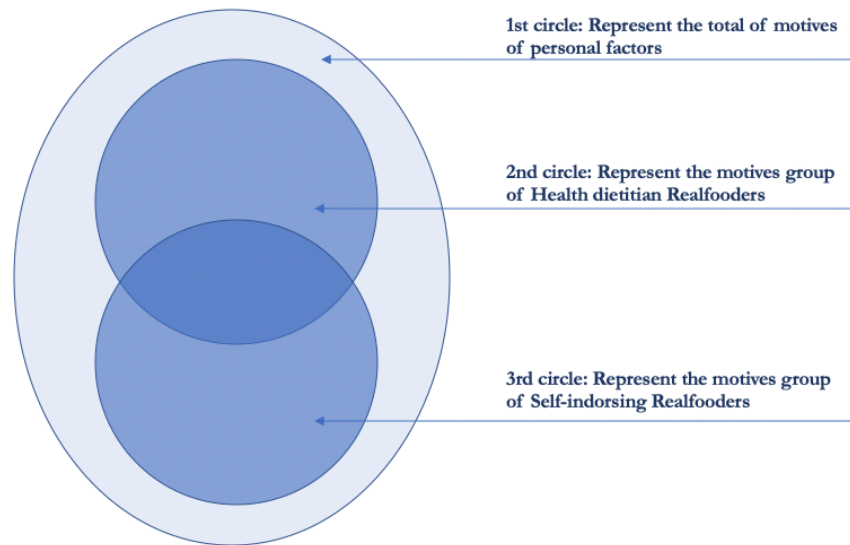 1st circle: Represent the total of motives
of personal factors
2nd circle: Represent the motives group
of Health dietitian Realfooders
3rd circle: Represent the motives group
of Self-indorsing Realfooders